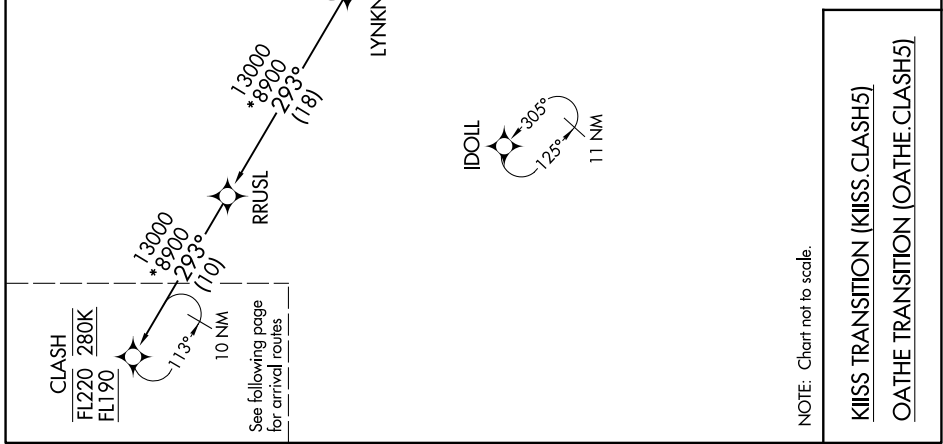 LYNKN
13000
*8900
293°
(18)
RRUSL
13000
*8900
293°
(10)
CLASH
FL220 280K
FL190
113°
10 NM
See following page
for arrival routes
IDOLL
305°
125°
11 NM
NOTE: Chart not to scale.
KIISS TRANSITION (KIISS.CLASH5)
OATHE TRANSITION (OATHE.CLASH5)